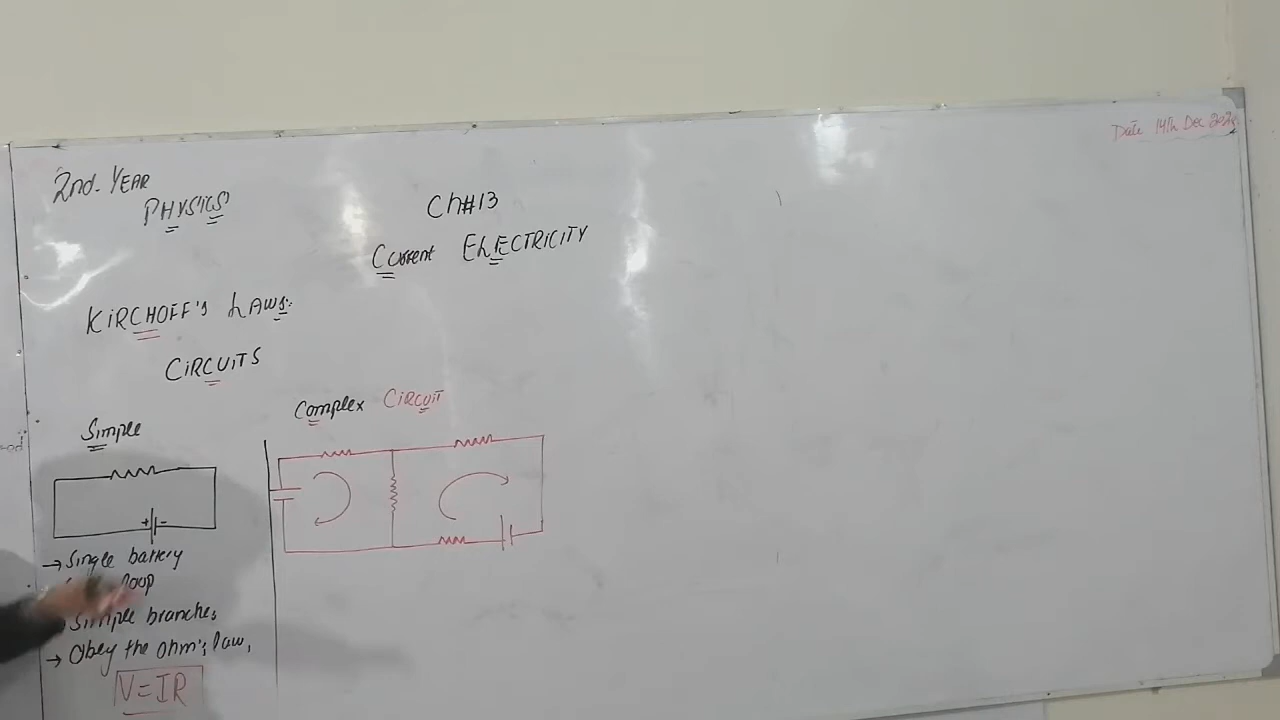 Date 14th Dec
2nd. YEAR
PHYSICS
Ch#13
Current ELECTRICITY
KIRCHOFF'S LAWS:
CIRCUITS
Simple
Complex CIRCUIT
+ -
→ Single battery
loop
Simple branches
→ Obey the ohm's law,
V=IR